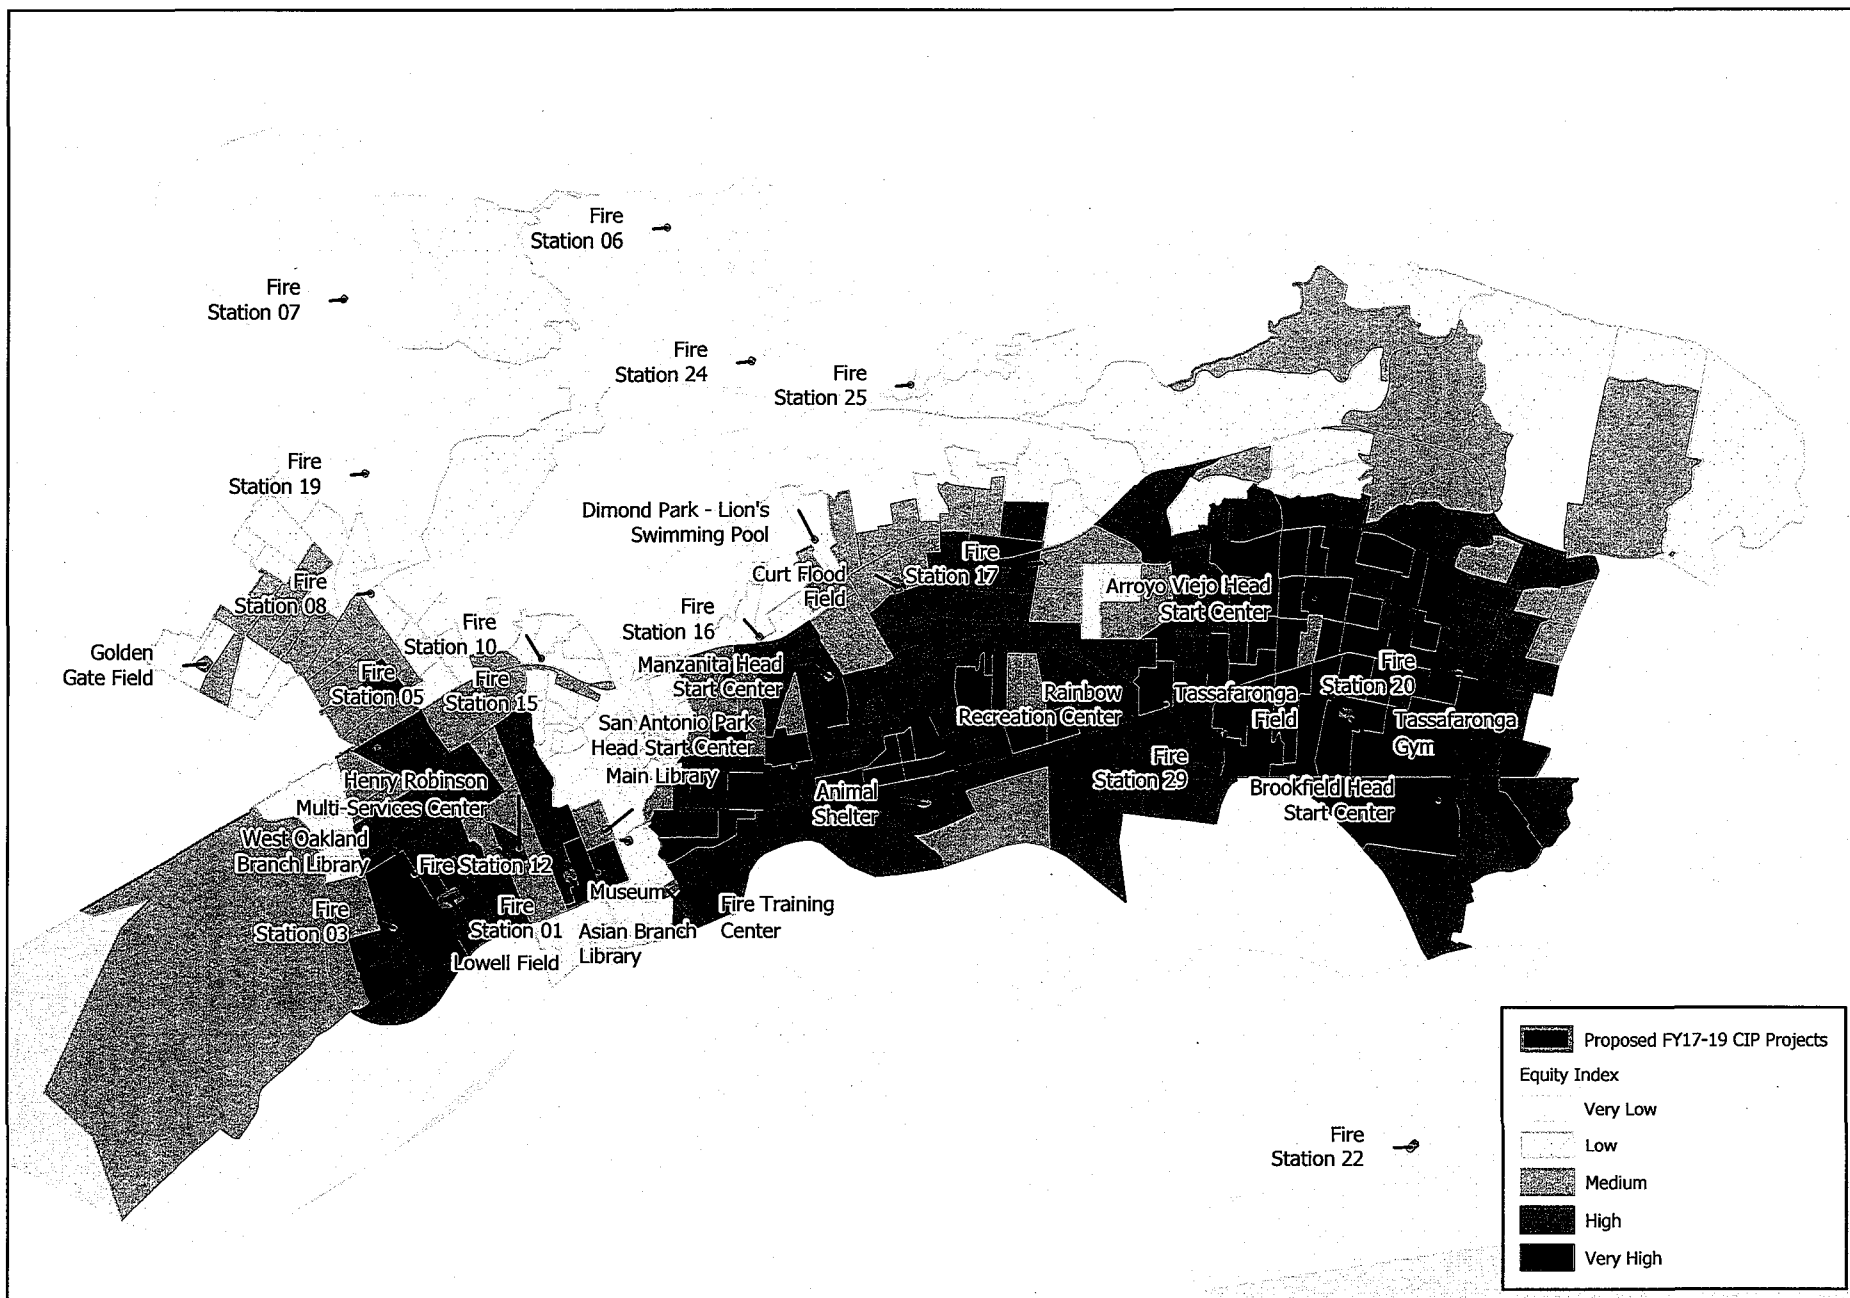 Fire
Station 06
Fire
Station 07
Fire
Station 24
Fire
Station 25
Fire
Station 19
Dimond Park - Lion's
Swimming Pool
Fire
Station 17
Curt Flood
Field
Arroyo Viejo Head
Start Center
Fire
Station 08
Fire
Station 16
Fire
Station 10
Golden
Gate Field
Manzanita Head
Start Center
Fire
Station 05
Fire
Station 15
Fire
Station 20
Rainbow
Recreation Center
Tassafaronga
Field
Tassafaronga
Gym
San Antonio Park
Head Start Center
Main Library
Fire
Station 29
Henry Robinson
Multi-Services Center
Animal
Shelter
Brookfield Head
Start Center
West Oakland
Branch Library
Fire Station 12
Museum
Fire
Station 03
Fire
Station 01
Fire Training
Center
Asian Branch
Library
Lowell Field
Fire
Station 22
Proposed FY17-19 CIP Projects
Equity Index
Very Low
Low
Medium
High
Very High